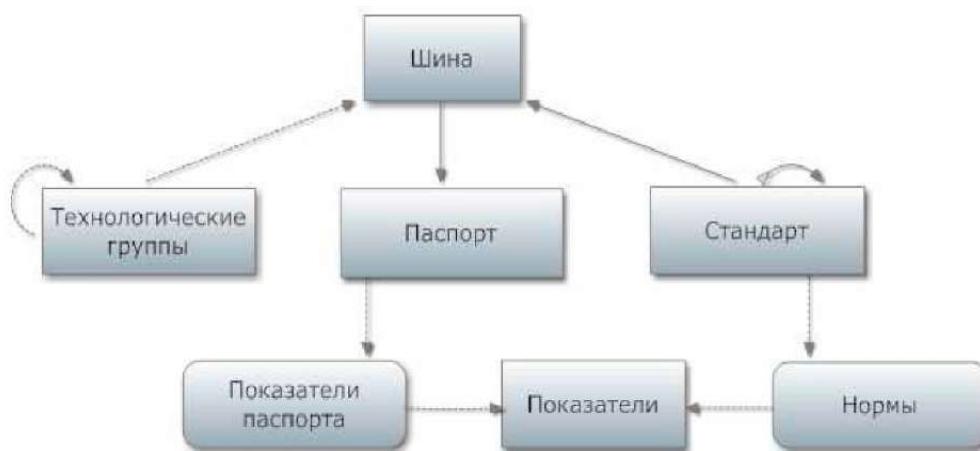 Шина
Технологические
группы
Паспорт
Стандарт
Показатели
паспорта
Показатели
Нормы